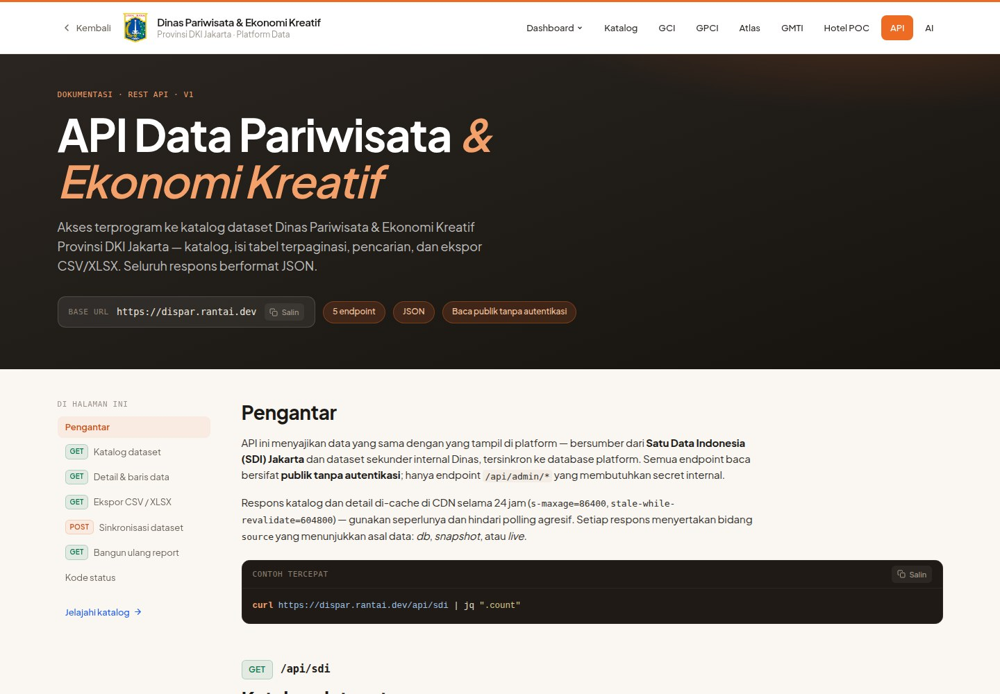 Kembali
JAYA RAYA
Dinas Pariwisata & Ekonomi Kreatif
Provinsi DKI Jakarta · Platform Data
Dashboard
Katalog
GCI
GPCI
Atlas
GMTI
Hotel POC
API
AI
DOKUMENTASI · REST API · V1
API Data Pariwisata &
Ekonomi Kreatif
Akses terprogram ke katalog dataset Dinas Pariwisata & Ekonomi Kreatif
Provinsi DKI Jakarta — katalog, isi tabel terpaginasi, pencarian, dan ekspor
CSV/XLSX. Seluruh respons berformat JSON.
BASE URL https://dispar.rantai.dev Salin
5 endpoint
JSON
Baca publik tanpa autentikasi
DI HALAMAN INI
Pengantar
GET Katalog dataset
GET Detail & baris data
GET Ekspor CSV / XLSX
POST Sinkronisasi dataset
GET Bangun ulang report
Kode status
Jelajahi katalog →
Pengantar
API ini menyajikan data yang sama dengan yang tampil di platform — bersumber dari Satu Data Indonesia
(SDI) Jakarta dan dataset sekunder internal Dinas, tersinkron ke database platform. Semua endpoint baca
bersifat publik tanpa autentikasi; hanya endpoint /api/admin/* yang membutuhkan secret internal.
Respons katalog dan detail di-cache di CDN selama 24 jam (s-maxage=86400, stale-while-
revalidate=604800) — gunakan seperlunya dan hindari polling agresif. Setiap respons menyertakan bidang
source yang menunjukkan asal data: db, snapshot, atau live.
CONTOH TERCEPAT
Salin
curl https://dispar.rantai.dev/api/sdi | jq ".count"
GET /api/sdi
Katalog dataset